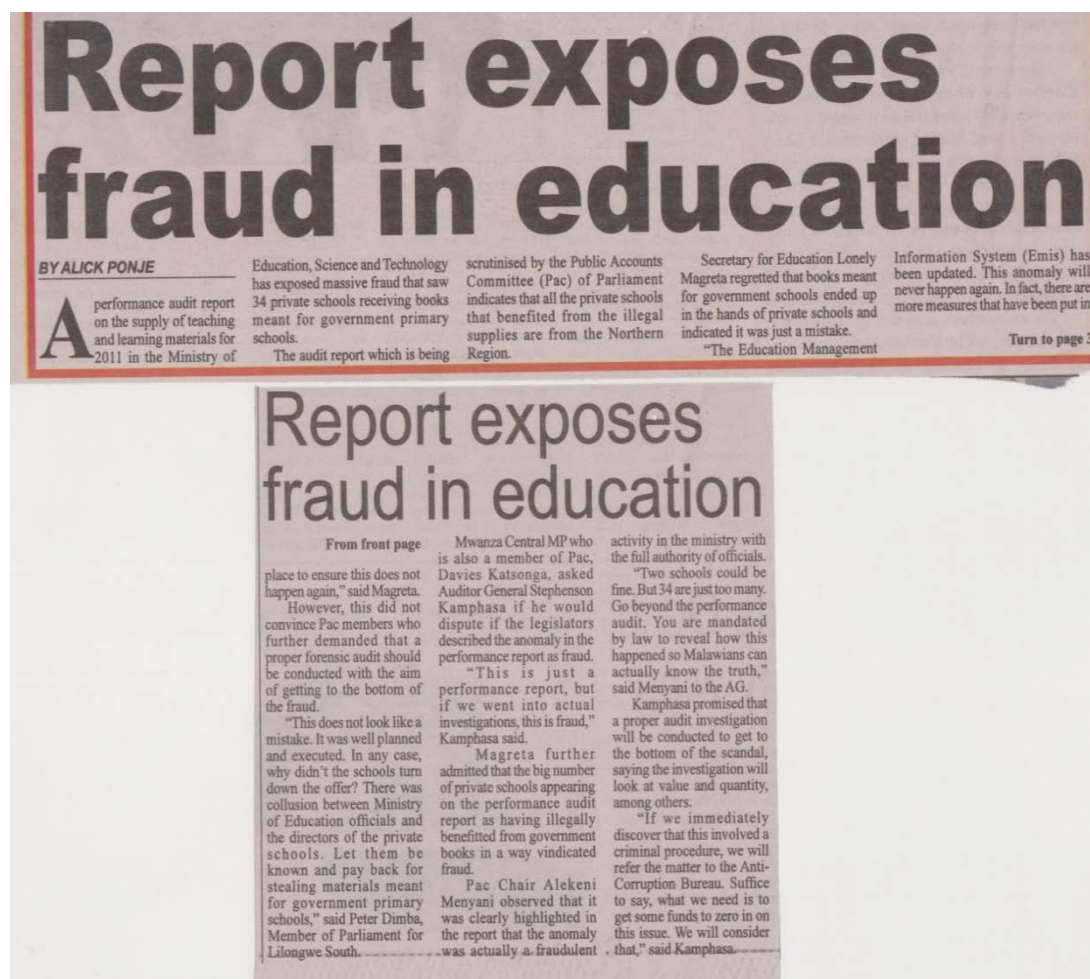 Report exposes
fraud in education
BY ALICK PONJE
A performance audit report
on the supply of teaching
and learning materials for
2011 in the Ministry of
Education, Science and Technology
has exposed massive fraud that saw
34 private schools receiving books
meant for government primary
schools.
The audit report which is being
scrutinised by the Public Accounts
Committee (Pac) of Parliament
indicates that all the private schools
that benefited from the illegal
supplies are from the Northern
Region.
Secretary for Education Lonely
Magreta regretted that books meant
for government schools ended up
in the hands of private schools and
indicated it was just a mistake.
"The Education Management
Information System (Emis) has
been updated. This anomaly will
never happen again. In fact, there are
more measures that have been put in
Turn to page 3
Report exposes
fraud in education
From front page
place to ensure this does not
happen again," said Magreta.
However, this did not
convince Pac members who
further demanded that a
proper forensic audit should
be conducted with the aim
of getting to the bottom of
the fraud.
"This does not look like a
mistake. It was well planned
and executed. In any case,
why didn't the schools turn
down the offer? There was
collusion between Ministry
of Education officials and
the directors of the private
schools. Let them be
known and pay back for
stealing materials meant
for government primary
schools," said Peter Dimba,
Member of Parliament for
Lilongwe South.
Mwanza Central MP who
is also a member of Pac,
Davies Katsonga, asked
Auditor General Stephenson
Kamphasa if he would
dispute if the legislators
described the anomaly in the
performance report as fraud.
"This is just a
performance report, but
if we went into actual
investigations, this is fraud,"
Kamphasa said.
Magreta further
admitted that the big number
of private schools appearing
on the performance audit
report as having illegally
benefitted from government
books in a way vindicated
fraud.
Pac Chair Alekeni
Menyani observed that it
was clearly highlighted in
the report that the anomaly
was actually a fraudulent
activity in the ministry with
the full authority of officials.
"Two schools could be
fine. But 34 are just too many.
Go beyond the performance
audit. You are mandated
by law to reveal how this
happened so Malawians can
actually know the truth,"
said Menyani to the AG.
Kamphasa promised that
a proper audit investigation
will be conducted to get to
the bottom of the scandal,
saying the investigation will
look at value and quantity,
among others.
"If we immediately
discover that this involved a
criminal procedure, we will
refer the matter to the Anti-
Corruption Bureau. Suffice
to say, what we need is to
get some funds to zero in on
this issue. We will consider
that," said Kamphasa.